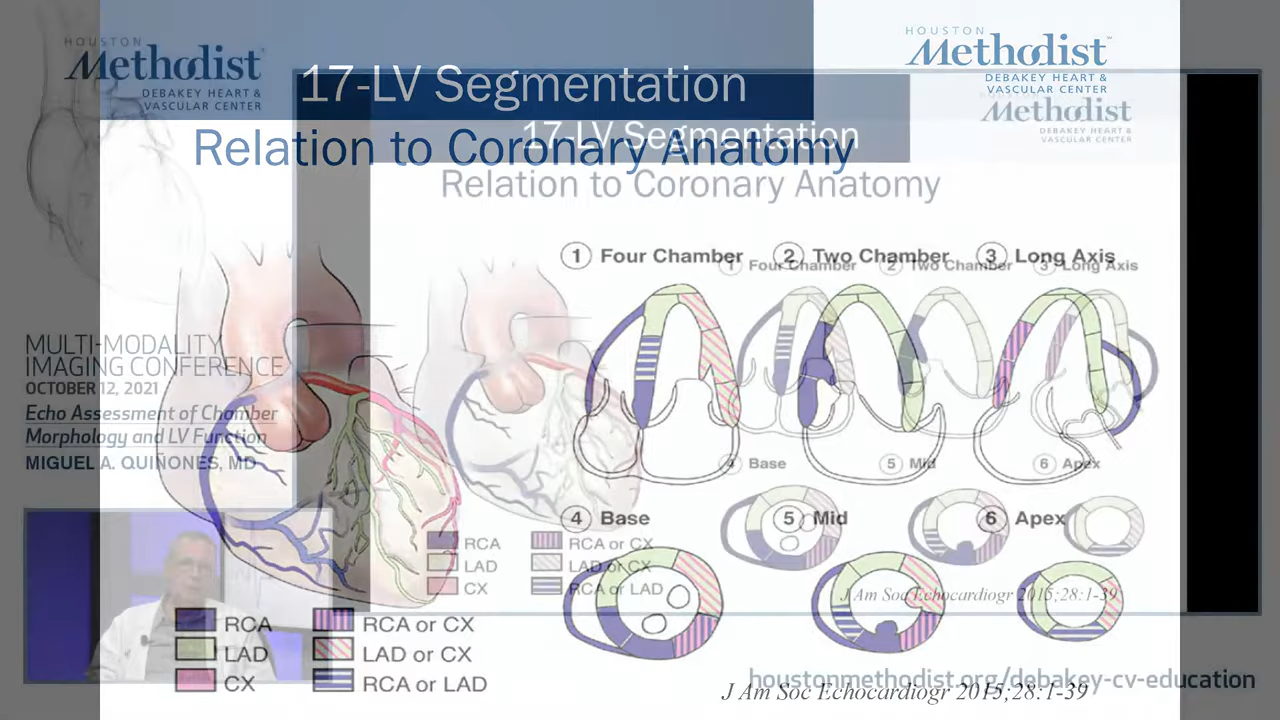 HOUSTON
Methodist
DEBAKEY HEART &
VASCULAR CENTER
17-LV Segmentation
Relation to Coronary Anatomy
HOUSTON
Methodist
DEBAKEY HEART &
VASCULAR CENTER
17-LV Segmentation
Relation to Coronary Anatomy
Methodist
DEBAKEY HEART &
VASCULAR CENTER
1 Four Chamber
2 Two Chamber
3 Long Axis
1 Four Chamber
2 Two Chamber
3 Long Axis
MULTI-MODALITY
IMAGING CONFERENCE
OCTOBER 12, 2021
Echo Assessment of Chamber
Morphology and LV Function
MIGUEL A. QUIÑONES, MD
4 Base
5 Mid
6 Apex
4 Base
5 Mid
6 Apex
RCA
RCA or CX
LAD
LAD or CX
CX
RCA or LAD
J Am Soc Echocardiogr 2015;28:1-39
RCA
RCA or CX
LAD
LAD or CX
CX
RCA or LAD
J Am Soc Echocardiogr 2015;28:1-39
houstonmethodist.org/debakey-cv-education